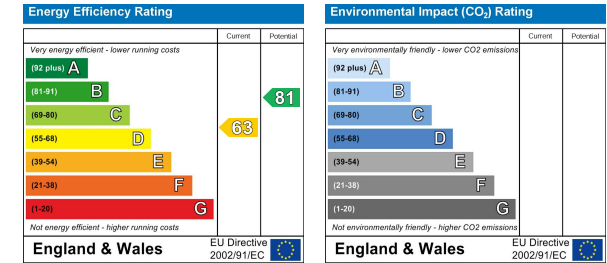 Energy Efficiency Rating
Current Potential
Very energy efficient - lower running costs
(92 plus) A
(81-91) B
81
(69-80) C
(55-68) D
63
(39-54) E
(21-38) F
(1-20) G
Not energy efficient - higher running costs
England & Wales
EU Directive
2002/91/EC
Environmental Impact (CO2) Rating
Current Potential
Very environmentally friendly - lower CO2 emissions
(92 plus) A
(81-91) B
(69-80) C
(55-68) D
(39-54) E
(21-38) F
(1-20) G
Not environmentally friendly - higher CO2 emissions
England & Wales
EU Directive
2002/91/EC